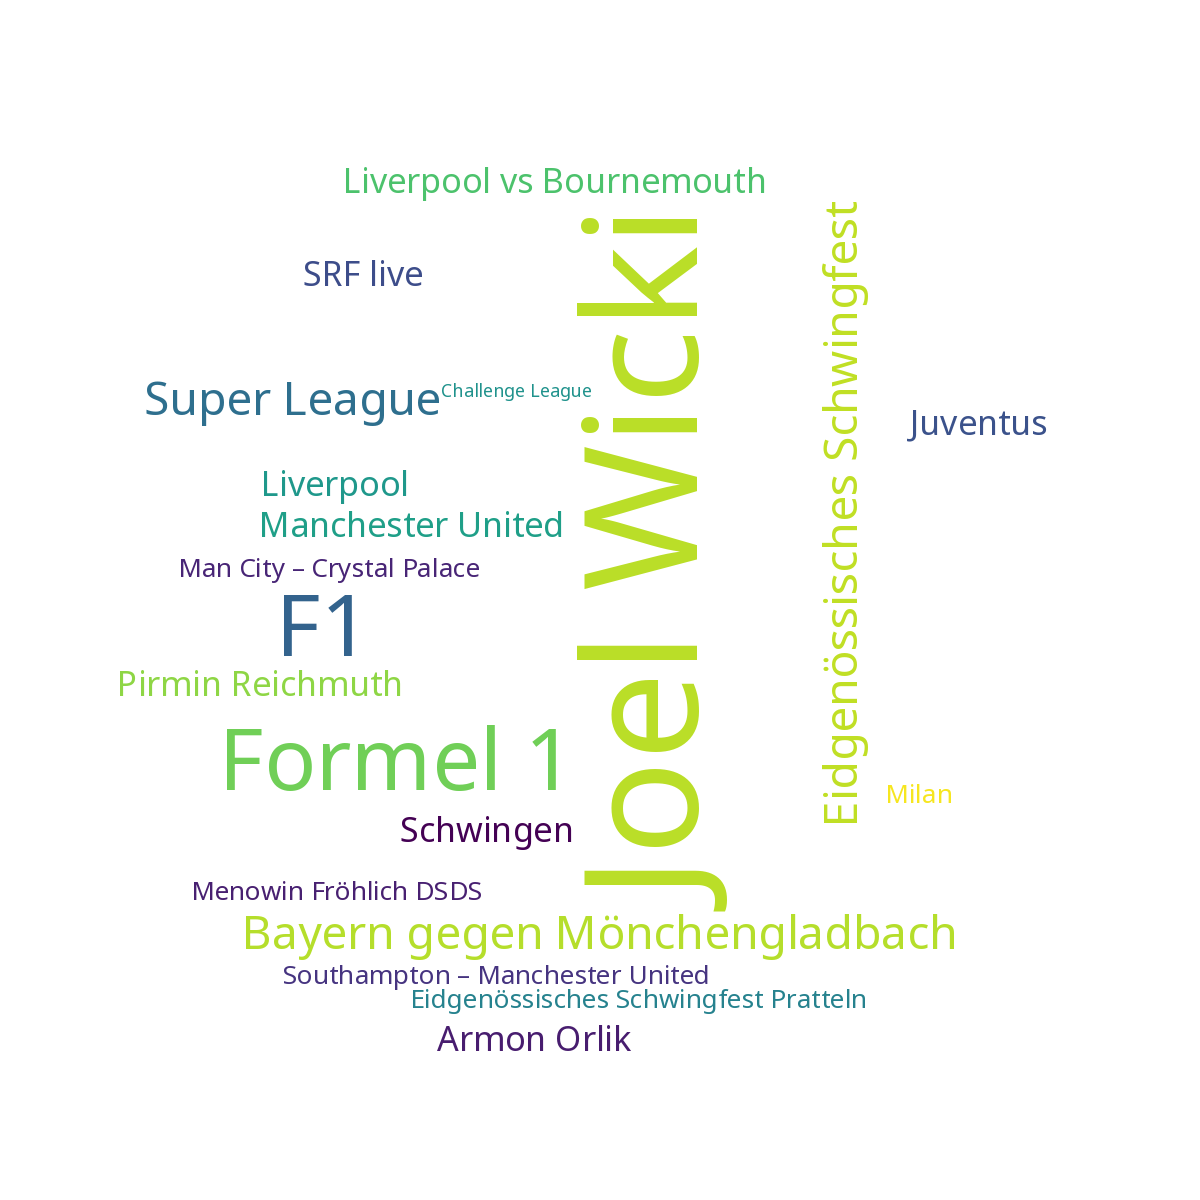 Liverpool vs Bournemouth
SRF live
Super League
Challenge League
Joel Wicki
Eidgenössisches Schwingfest
Juventus
Liverpool
Manchester United
Man City – Crystal Palace
F1
Pirmin Reichmuth
Formel 1
Milan
Schwingen
Menowin Fröhlich DSDS
Bayern gegen Mönchengladbach
Southampton – Manchester United
Eidgenössisches Schwingfest Pratteln
Armon Orlik